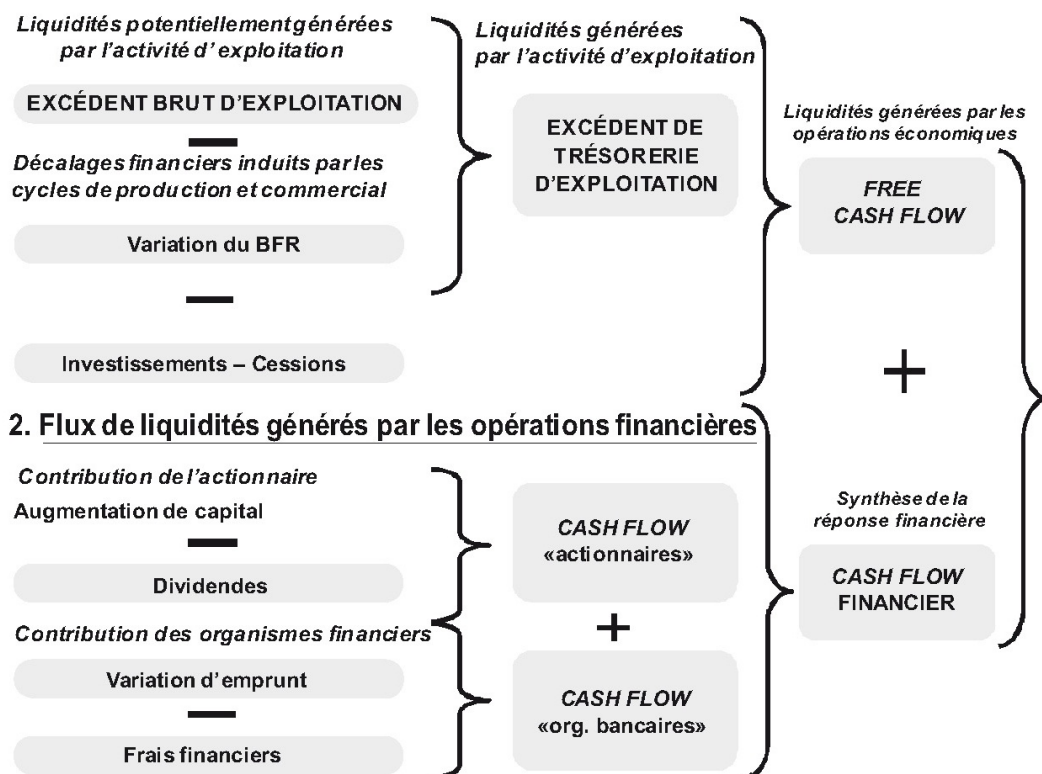 Liquidités potentiellement générées
par l'activité d'exploitation
EXCÉDENT BRUT D'EXPLOITATION
Décalages financiers induits par les
cycles de production et commercial
Variation du BFR
Investissements – Cessions
Liquidités générées
par l'activité d'exploitation
EXCÉDENT DE
TRÉSORERIE
D'EXPLOITATION
Liquidités générées par les
opérations économiques
FREE
CASH FLOW
+
2. Flux de liquidités générés par les opérations financières
Contribution de l'actionnaire
Augmentation de capital
Dividendes
Contribution des organismes financiers
Variation d'emprunt
Frais financiers
CASH FLOW
«actionnaires»
+
CASH FLOW
«org. bancaires»
Synthèse de la
réponse financière
CASH FLOW
FINANCIER